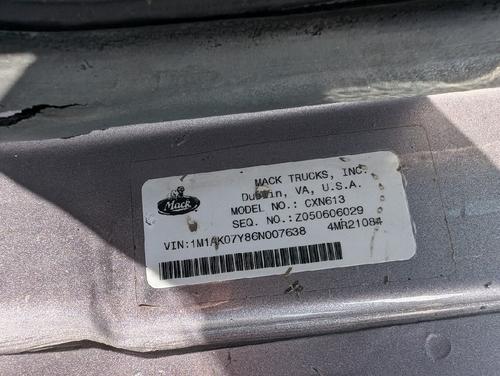 Mack
MACK TRUCKS, INC.
Dublin, VA, U.S.A.
MODEL NO.: CXN613
SEQ. NO.:Z050606029
4MR21084
VIN:1M1AK07Y86N007638